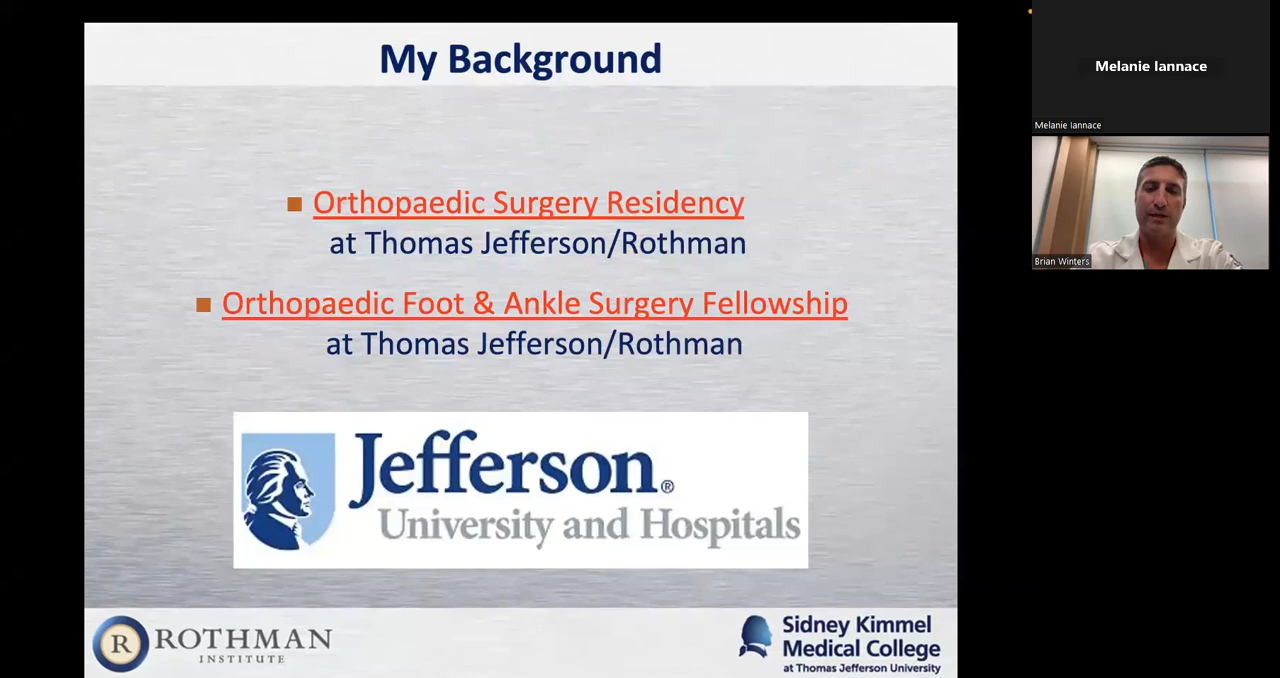 My Background
Orthopaedic Surgery Residency
at Thomas Jefferson/Rothman
Orthopaedic Foot & Ankle Surgery Fellowship
at Thomas Jefferson/Rothman
Jefferson®
University and Hospitals
R ROTHMAN
INSTITUTE
Sidney Kimmel
Medical College
at Thomas Jefferson University
Melanie Iannace
Melanie Iannace
Brian Winters